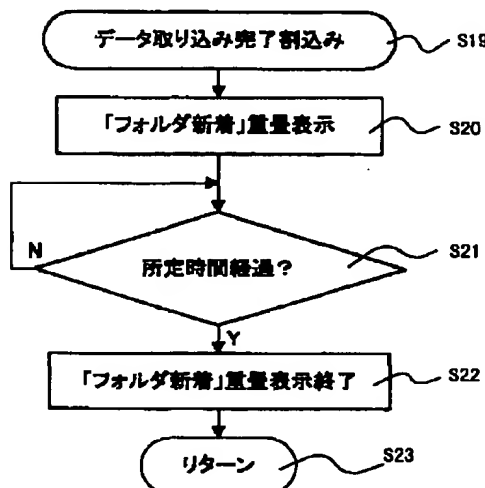 データ取り込み完了割込み
S19
「フォルダ新着」重畳表示
S20
N
所定時間経過？
S21
Y
「フォルダ新着」重畳表示終了
S22
リターン
S23